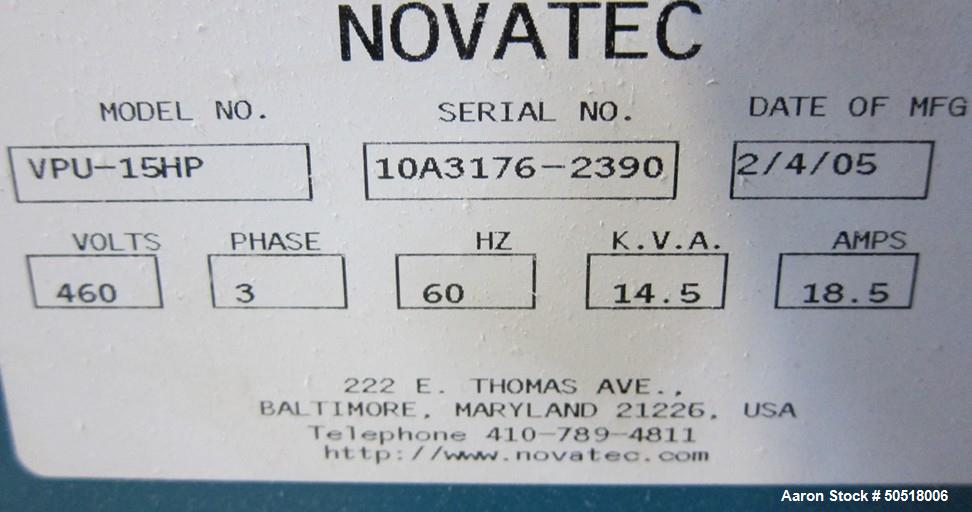 NOVATEC
MODEL NO. SERIAL NO. DATE OF MFG
VPU-15HP 10A3176-2390 2/4/05
VOLTS PHASE HZ K.V.A. AMPS
460 3 60 14.5 18.5
222 E. THOMAS AVE.,
BALTIMORE, MARYLAND 21226, USA
Telephone 410-789-4811
http://www.novatec.com
Aaron Stock # 50518006